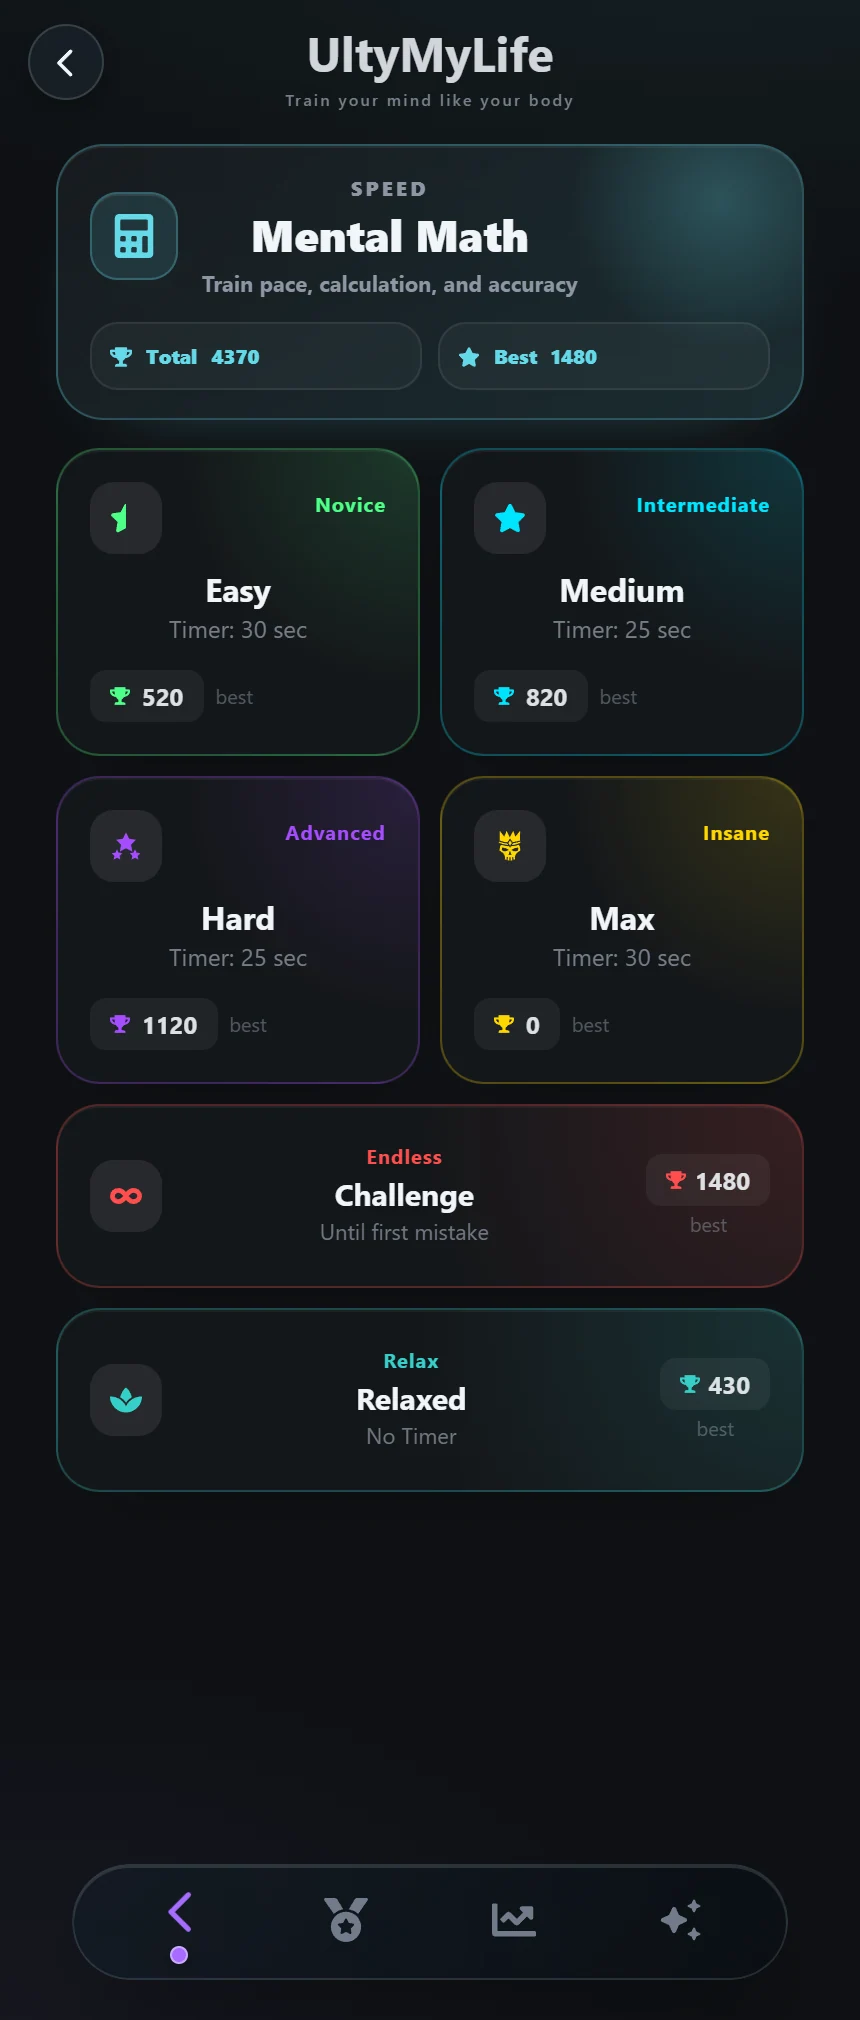 UltyMyLife
Train your mind like your body
SPEED
Mental Math
Train pace, calculation, and accuracy
Total 4370
Best 1480
Novice
Easy
Timer: 30 sec
520 best
Intermediate
Medium
Timer: 25 sec
820 best
Advanced
Hard
Timer: 25 sec
1120 best
Insane
Max
Timer: 30 sec
0 best
Endless
Challenge
Until first mistake
1480
best
Relax
Relaxed
No Timer
430
best